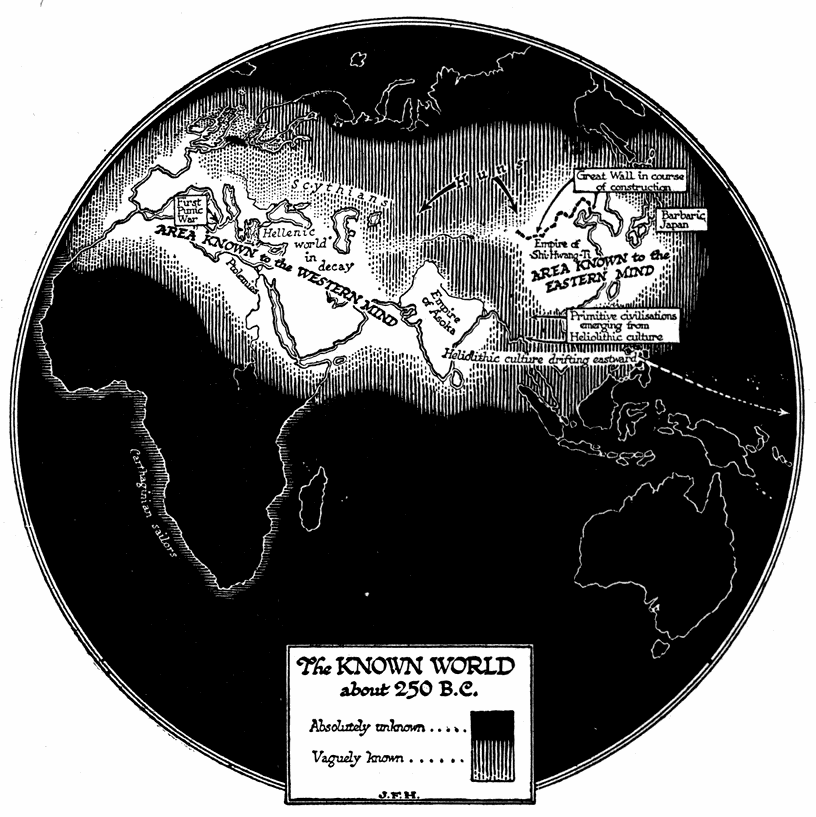 Scythians
Huns
Great Wall in course
of construction
First
Punic
War
Barbaric
Japan
Hellenic
world
in decay
AREA KNOWN to the WESTERN MIND
Ptolemies
Empire of
Shi-Hwang-Ti
AREA KNOWN to the
EASTERN MIND
Empire
of Asoka
Primitive civilisations
emerging from
Heliolithic culture
Heliolithic culture drifting eastward
Carthaginian sailors
The KNOWN WORLD
about 250 B.C.
Absolutely unknown .....
Vaguely known ......
J.F.H.